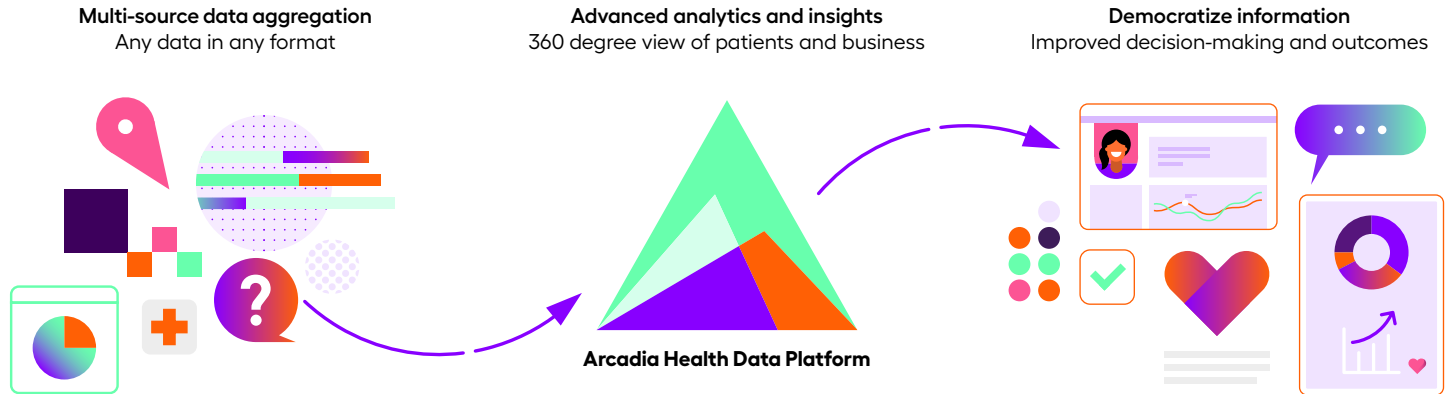 Multi-source data aggregation
Any data in any format
Advanced analytics and insights
360 degree view of patients and business
Democratize information
Improved decision-making and outcomes
?
Arcadia Health Data Platform